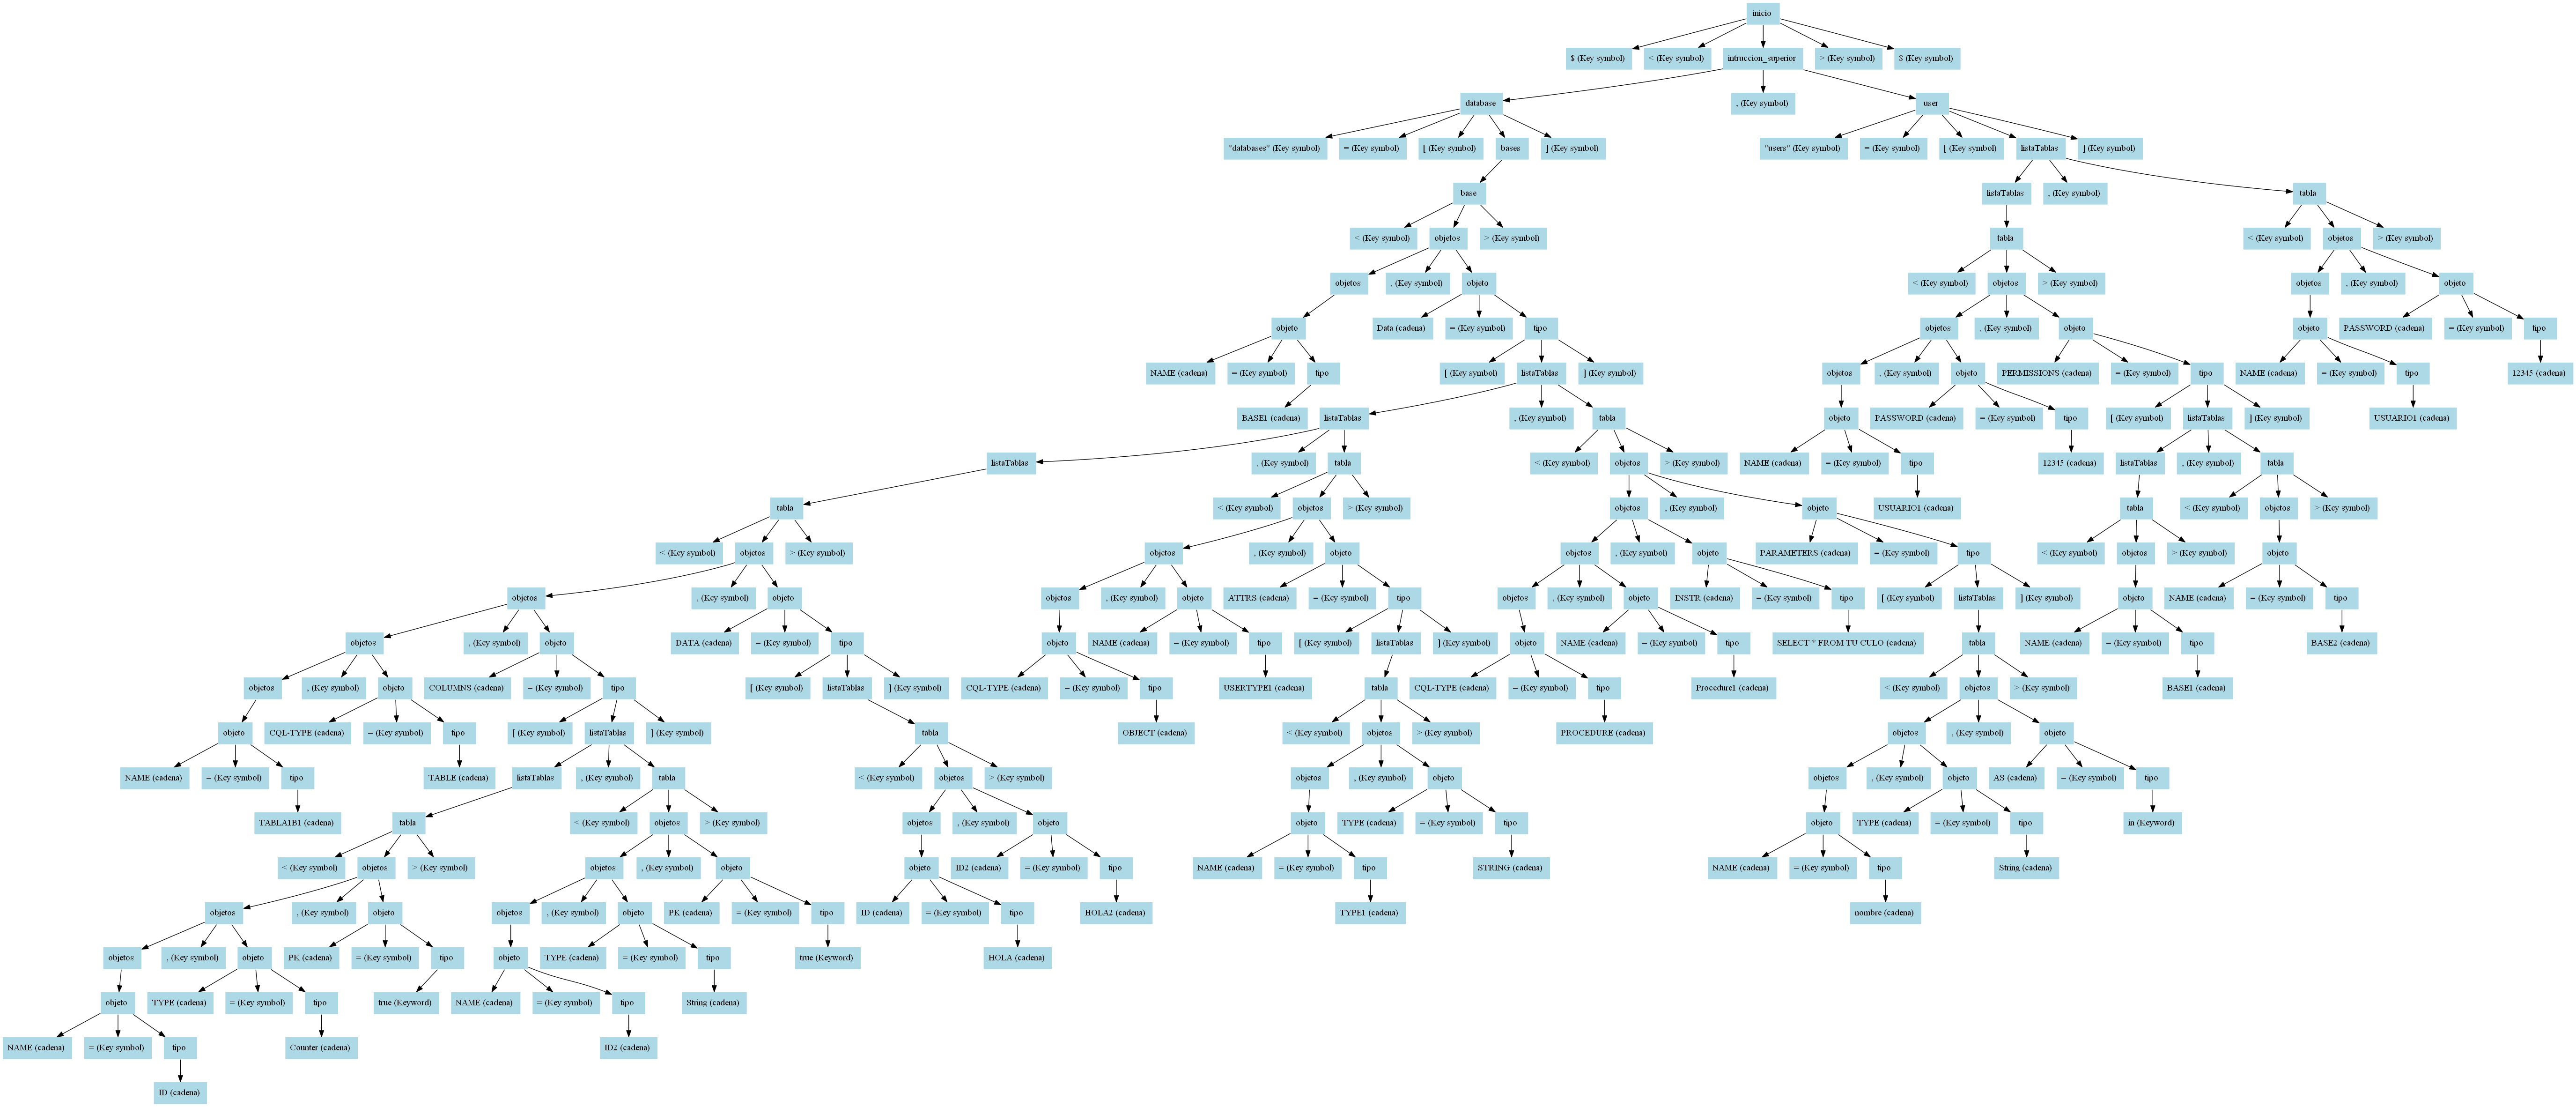 inicio
$ (Key symbol) < (Key symbol) intruccion_superior > (Key symbol) $ (Key symbol)
database , (Key symbol) user
"databases" (Key symbol) = (Key symbol) [ (Key symbol) bases ] (Key symbol) "users" (Key symbol) = (Key symbol) [ (Key symbol) listaTablas ] (Key symbol)
base listaTablas , (Key symbol) tabla
< (Key symbol) objetos > (Key symbol) tabla < (Key symbol) objetos > (Key symbol)
objetos , (Key symbol) objeto < (Key symbol) objetos > (Key symbol) objetos , (Key symbol) objeto
objeto Data (cadena) = (Key symbol) tipo objetos , (Key symbol) objeto objeto PASSWORD (cadena) = (Key symbol) tipo
NAME (cadena) = (Key symbol) tipo [ (Key symbol) listaTablas ] (Key symbol) objetos , (Key symbol) objeto PERMISSIONS (cadena) = (Key symbol) tipo NAME (cadena) = (Key symbol) tipo 12345 (cadena)
BASE1 (cadena) listaTablas , (Key symbol) tabla objeto PASSWORD (cadena) = (Key symbol) tipo [ (Key symbol) listaTablas ] (Key symbol) USUARIO1 (cadena)
listaTablas , (Key symbol) tabla < (Key symbol) objetos > (Key symbol) NAME (cadena) = (Key symbol) tipo 12345 (cadena) listaTablas , (Key symbol) tabla
tabla < (Key symbol) objetos > (Key symbol) objetos , (Key symbol) objeto USUARIO1 (cadena) tabla < (Key symbol) objetos > (Key symbol)
< (Key symbol) objetos > (Key symbol) objetos , (Key symbol) objeto objetos , (Key symbol) objeto PARAMETERS (cadena) = (Key symbol) tipo < (Key symbol) objetos > (Key symbol) objeto
objetos , (Key symbol) objeto objetos , (Key symbol) objeto ATTRS (cadena) = (Key symbol) tipo objetos , (Key symbol) objeto INSTR (cadena) = (Key symbol) tipo [ (Key symbol) listaTablas ] (Key symbol) objeto NAME (cadena) = (Key symbol) tipo
objetos , (Key symbol) objeto DATA (cadena) = (Key symbol) tipo objeto NAME (cadena) = (Key symbol) tipo [ (Key symbol) listaTablas ] (Key symbol) objeto NAME (cadena) = (Key symbol) tipo SELECT * FROM TU CULO (cadena) tabla NAME (cadena) = (Key symbol) tipo BASE2 (cadena)
objetos , (Key symbol) objeto COLUMNS (cadena) = (Key symbol) tipo [ (Key symbol) listaTablas ] (Key symbol) CQL-TYPE (cadena) = (Key symbol) tipo USERTYPE1 (cadena) tabla CQL-TYPE (cadena) = (Key symbol) tipo Procedure1 (cadena) < (Key symbol) objetos > (Key symbol) BASE1 (cadena)
objeto CQL-TYPE (cadena) = (Key symbol) tipo [ (Key symbol) listaTablas ] (Key symbol) tabla OBJECT (cadena) < (Key symbol) objetos > (Key symbol) PROCEDURE (cadena) objetos , (Key symbol) objeto
NAME (cadena) = (Key symbol) tipo TABLE (cadena) listaTablas , (Key symbol) tabla < (Key symbol) objetos > (Key symbol) objetos , (Key symbol) objeto objetos , (Key symbol) objeto AS (cadena) = (Key symbol) tipo
TABLA1B1 (cadena) tabla < (Key symbol) objetos > (Key symbol) objetos , (Key symbol) objeto objeto TYPE (cadena) = (Key symbol) tipo objeto TYPE (cadena) = (Key symbol) tipo in (Keyword)
< (Key symbol) objetos > (Key symbol) objetos , (Key symbol) objeto objeto ID2 (cadena) = (Key symbol) tipo NAME (cadena) = (Key symbol) tipo STRING (cadena) NAME (cadena) = (Key symbol) tipo String (cadena)
objetos , (Key symbol) objeto objetos , (Key symbol) objeto PK (cadena) = (Key symbol) tipo ID (cadena) = (Key symbol) tipo HOLA2 (cadena) TYPE1 (cadena) nombre (cadena)
objetos , (Key symbol) objeto PK (cadena) = (Key symbol) tipo objeto TYPE (cadena) = (Key symbol) tipo true (Keyword) HOLA (cadena)
objeto TYPE (cadena) = (Key symbol) tipo true (Keyword) NAME (cadena) = (Key symbol) tipo String (cadena)
NAME (cadena) = (Key symbol) tipo Counter (cadena) ID2 (cadena)
ID (cadena)